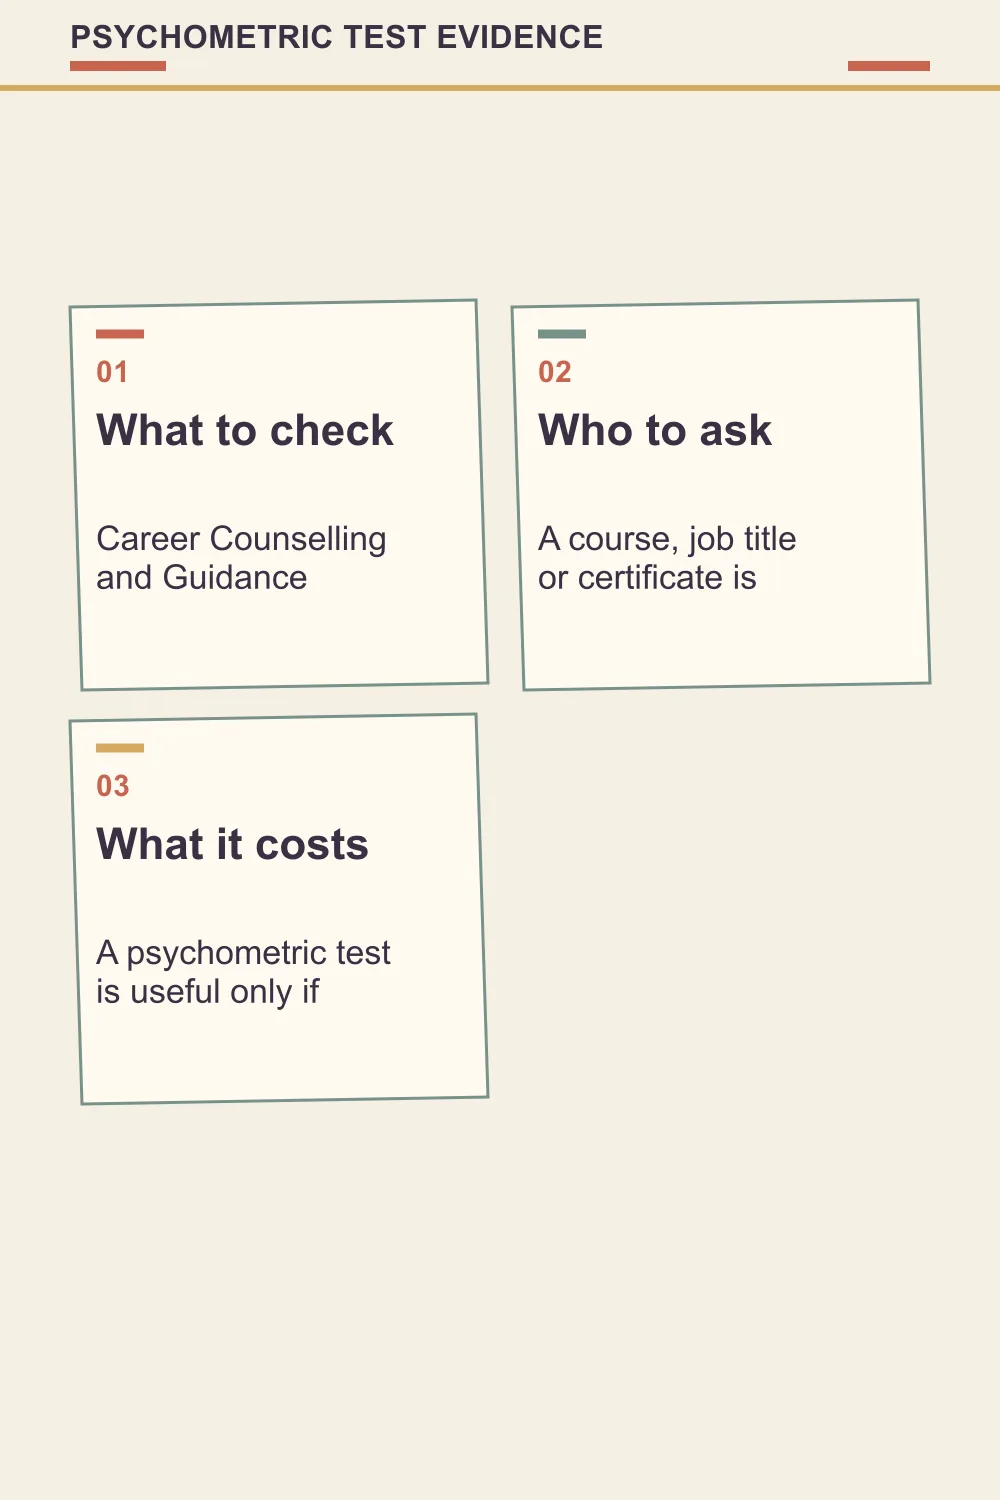 PSYCHOMETRIC TEST EVIDENCE
01
What to check
Career Counselling
and Guidance
02
Who to ask
A course, job title
or certificate is
03
What it costs
A psychometric test
is useful only if